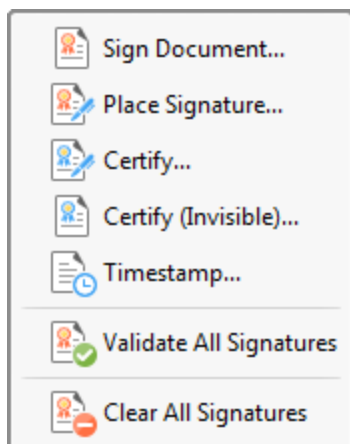 Sign Document...
Place Signature...
Certify...
Certify (Invisible)...
Timestamp...
Validate All Signatures
Clear All Signatures